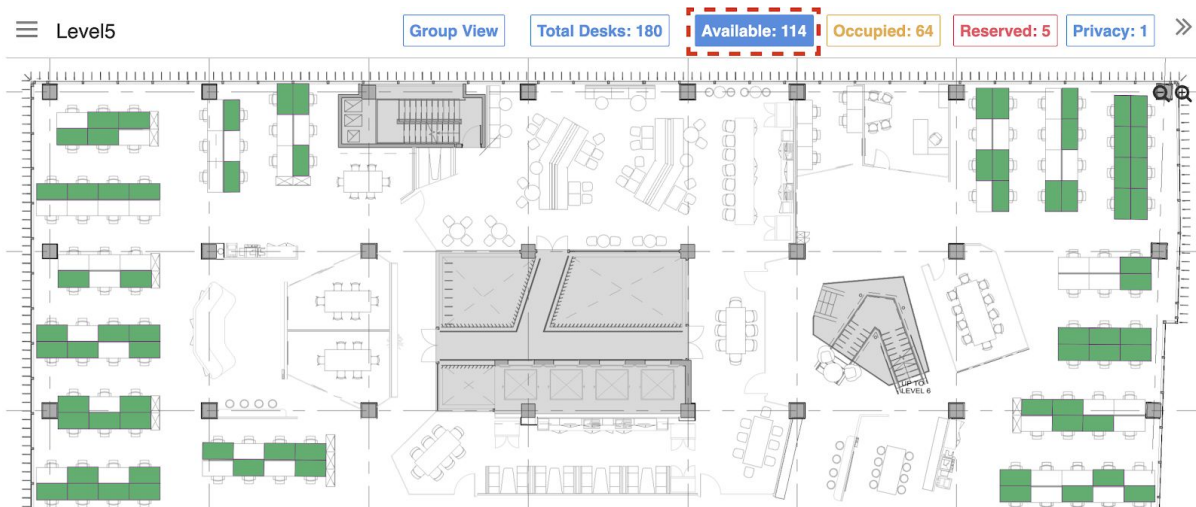 Level5
Group View
Total Desks: 180
Available: 114
Occupied: 64
Reserved: 5
Privacy: 1
UP TO
LEVEL 6